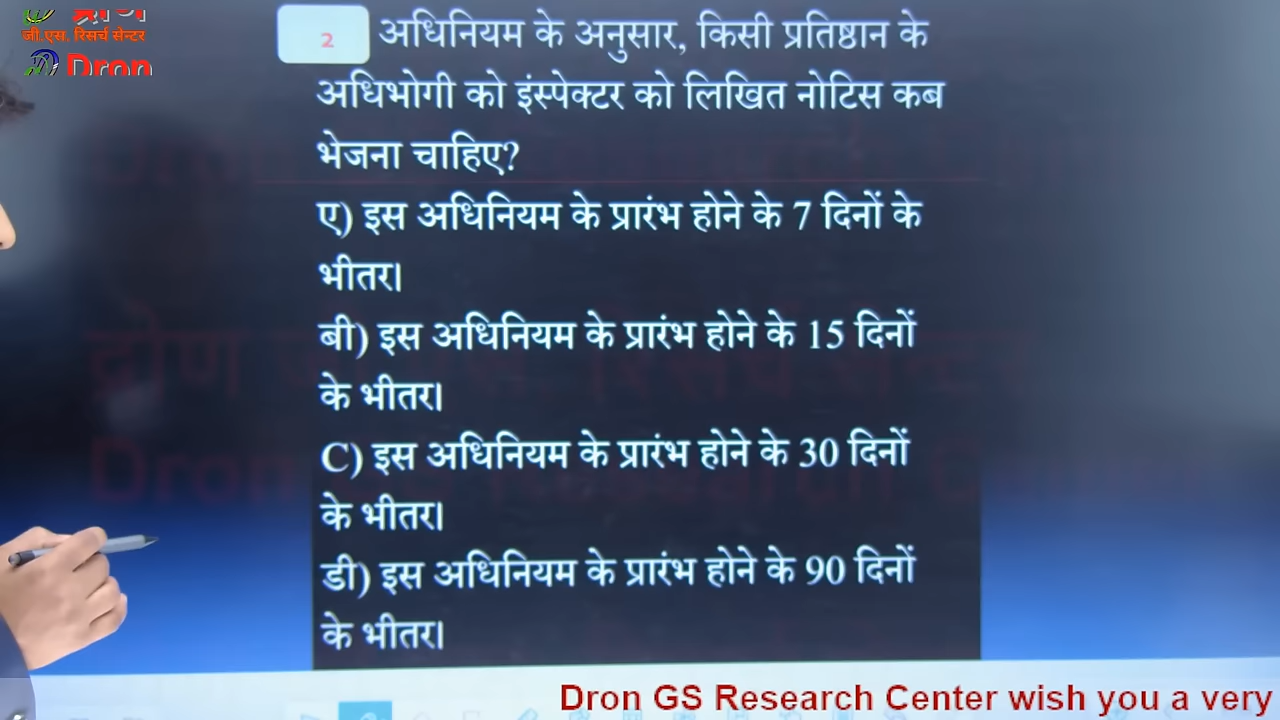 जी.एस. रिसर्च सेन्टर
Dron
2 अधिनियम के अनुसार, किसी प्रतिष्ठान के
अधिभोगी को इंस्पेक्टर को लिखित नोटिस कब
भेजना चाहिए?
ए) इस अधिनियम के प्रारंभ होने के 7 दिनों के
भीतर।
बी) इस अधिनियम के प्रारंभ होने के 15 दिनों
के भीतर।
C) इस अधिनियम के प्रारंभ होने के 30 दिनों
के भीतर।
डी) इस अधिनियम के प्रारंभ होने के 90 दिनों
के भीतर।
Dron GS Research Center wish you a very